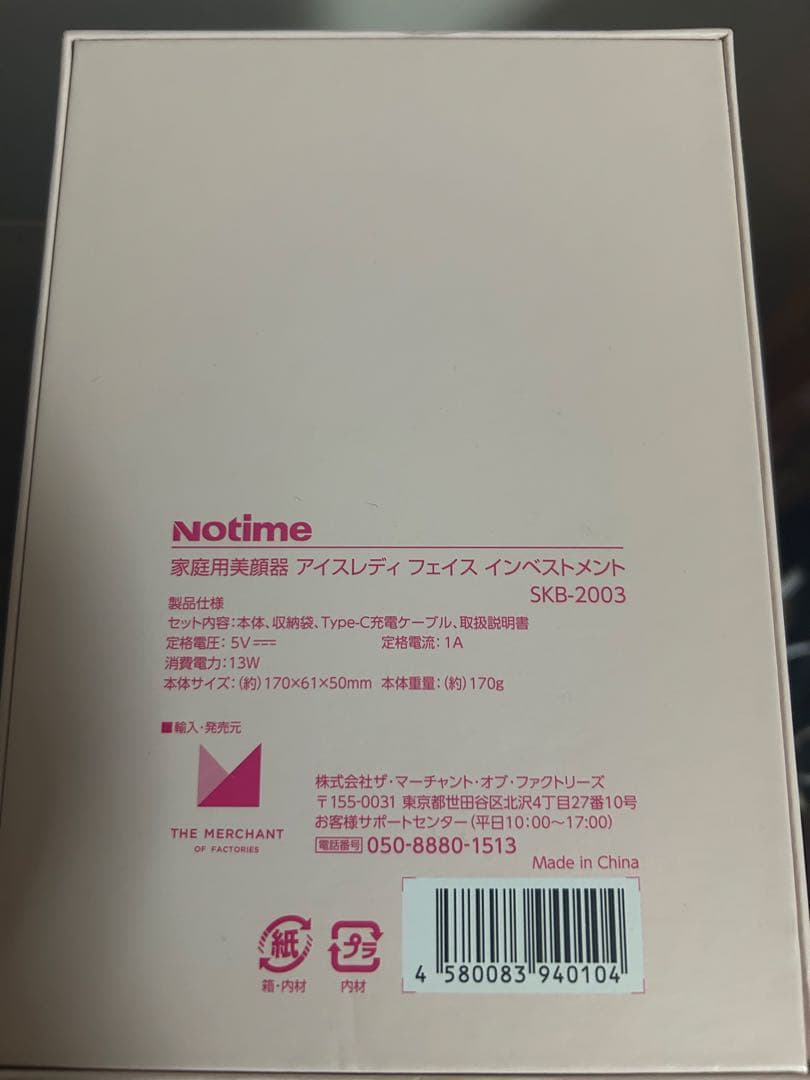 Notime
家庭用美顔器 アイスレディ フェイス インベストメント
SKB-2003
製品仕様
セット内容:本体、収納袋、Type-C充電ケーブル、取扱説明書
定格電圧:5V⎓ 定格電流:1A
消費電力:13W
本体サイズ:(約)170×61×50mm 本体重量:(約)170g
■輸入・発売元
THE MERCHANT
OF FACTORIES
株式会社ザ・マーチャント・オブ・ファクトリーズ
〒155-0031 東京都世田谷区北沢4丁目27番10号
お客様サポートセンター(平日10:00〜17:00)
電話番号 050-8880-1513
Made in China
紙
箱・内材
プラ
内材
4 580083 940104